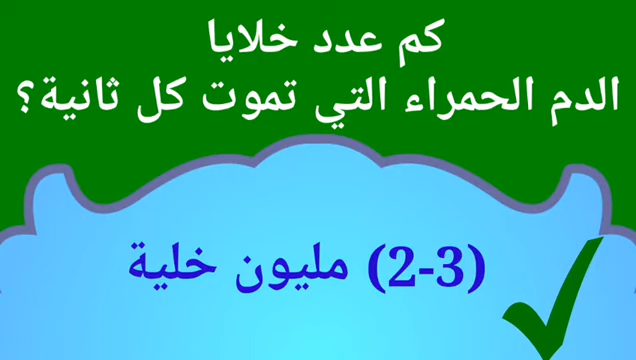 كم عدد خلايا
الدم الحمراء التي تموت كل ثانية؟
(2-3) مليون خلية